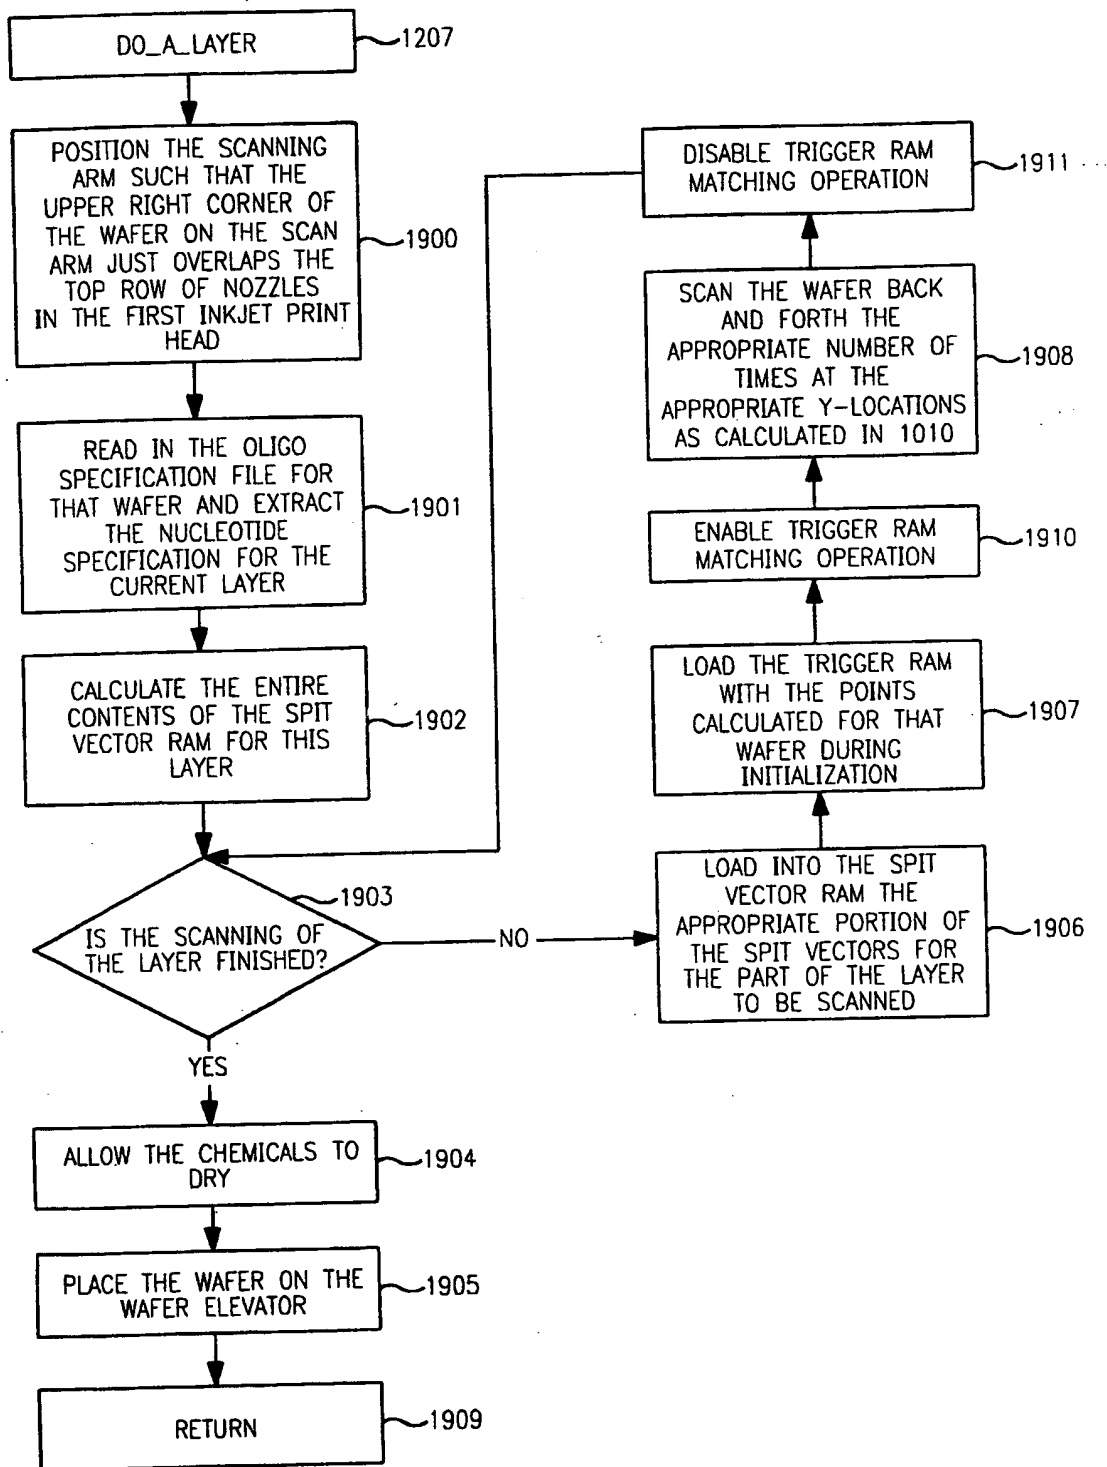 DO_A_LAYER
1207
POSITION THE SCANNING
ARM SUCH THAT THE
UPPER RIGHT CORNER OF
THE WAFER ON THE SCAN
ARM JUST OVERLAPS THE
TOP ROW OF NOZZLES
IN THE FIRST INKJET PRINT
HEAD
1900
READ IN THE OLIGO
SPECIFICATION FILE FOR
THAT WAFER AND EXTRACT
THE NUCLEOTIDE
SPECIFICATION FOR THE
CURRENT LAYER
1901
CALCULATE THE ENTIRE
CONTENTS OF THE SPIT
VECTOR RAM FOR THIS
LAYER
1902
1903
IS THE SCANNING OF
THE LAYER FINISHED?
NO
YES
ALLOW THE CHEMICALS TO
DRY
1904
PLACE THE WAFER ON THE
WAFER ELEVATOR
1905
RETURN
1909
DISABLE TRIGGER RAM
MATCHING OPERATION
1911
SCAN THE WAFER BACK
AND FORTH THE
APPROPRIATE NUMBER OF
TIMES AT THE
APPROPRIATE Y-LOCATIONS
AS CALCULATED IN 1010
1908
ENABLE TRIGGER RAM
MATCHING OPERATION
1910
LOAD THE TRIGGER RAM
WITH THE POINTS
CALCULATED FOR THAT
WAFER DURING
INITIALIZATION
1907
LOAD INTO THE SPIT
VECTOR RAM THE
APPROPRIATE PORTION OF
THE SPIT VECTORS FOR
THE PART OF THE LAYER
TO BE SCANNED
1906